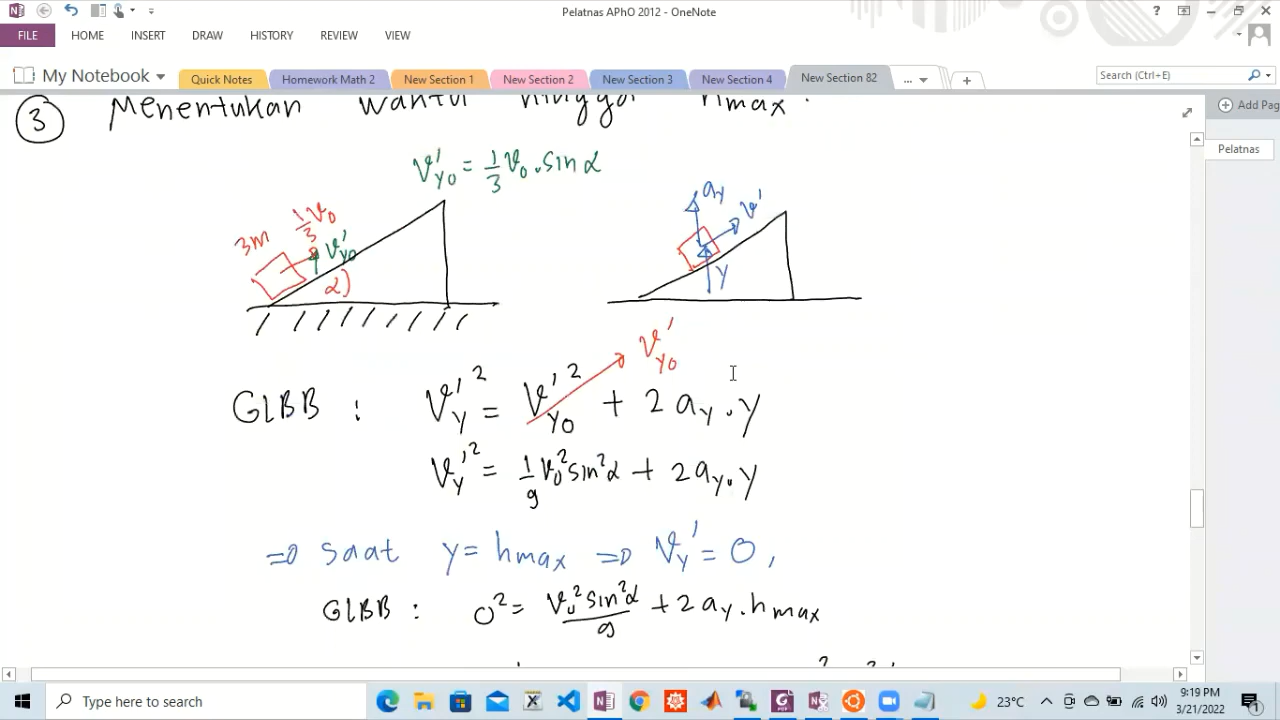 Pelatnas APhO 2012 - OneNote
FILE HOME INSERT DRAW HISTORY REVIEW VIEW
My Notebook Quick Notes Homework Math 2 New Section 1 New Section 2 New Section 3 New Section 4 New Section 82 ... Search (Ctrl+E)
Add Pag
Pelatnas
3 Menentukan waktu hingga hmax.
V'y0 = 1/3 V0 . sin α
3m 1/3 V0 V'y0 α
ay V' y
V'y0
GLBB : V'y² = V'y0² + 2 ay . y
V'y² = 1/9 V0² sin²α + 2 ay . y
⇒ saat y = hmax ⇒ V'y = 0 ,
GLBB : 0² = V0² sin²α / 9 + 2 ay . hmax
Type here to search 23°C 9:19 PM
3/21/2022